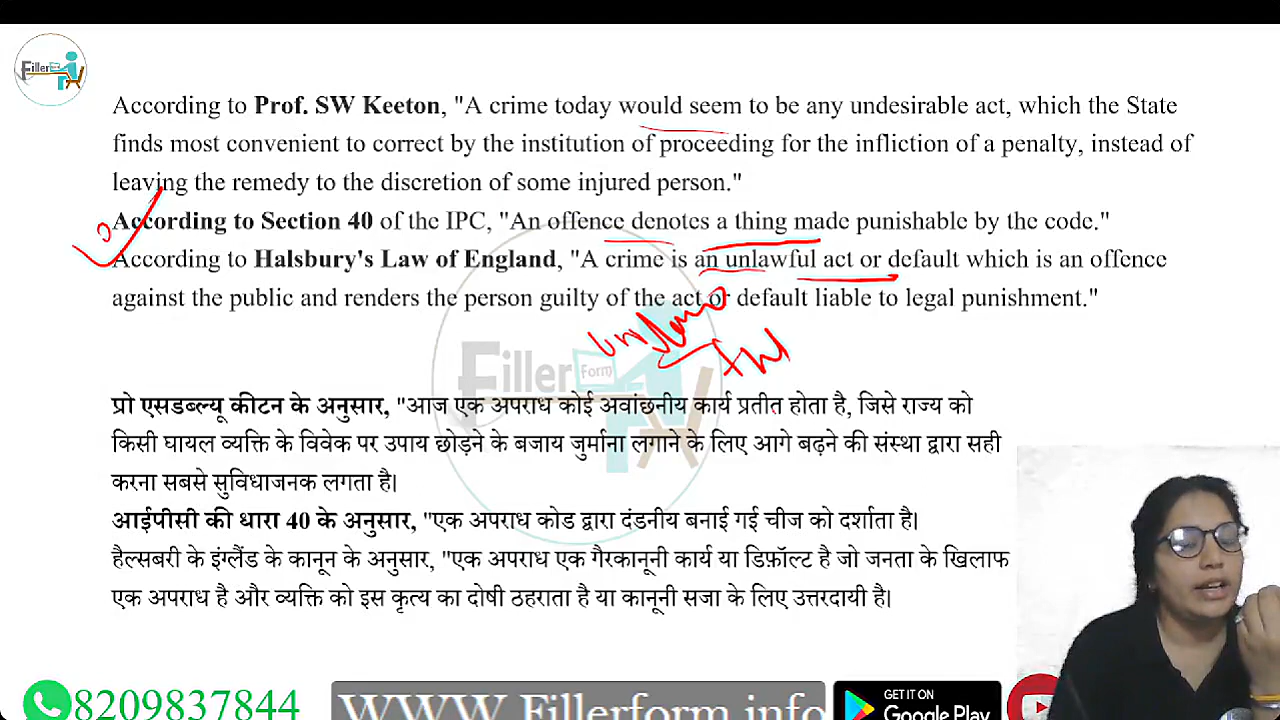 Filler
According to Prof. SW Keeton, "A crime today would seem to be any undesirable act, which the State
finds most convenient to correct by the institution of proceeding for the infliction of a penalty, instead of
leaving the remedy to the discretion of some injured person."
According to Section 40 of the IPC, "An offence denotes a thing made punishable by the code."
According to Halsbury's Law of England, "A crime is an unlawful act or default which is an offence
against the public and renders the person guilty of the act or default liable to legal punishment."
Filler Form
प्रो एसडब्ल्यू कीटन के अनुसार, "आज एक अपराध कोई अवांछनीय कार्य प्रतीत होता है, जिसे राज्य को
किसी घायल व्यक्ति के विवेक पर उपाय छोड़ने के बजाय जुर्माना लगाने के लिए आगे बढ़ने की संस्था द्वारा सही
करना सबसे सुविधाजनक लगता है।
आईपीसी की धारा 40 के अनुसार, "एक अपराध कोड द्वारा दंडनीय बनाई गई चीज को दर्शाता है।
हैल्सबरी के इंग्लैंड के कानून के अनुसार, "एक अपराध एक गैरकानूनी कार्य या डिफ़ॉल्ट है जो जनता के खिलाफ
एक अपराध है और व्यक्ति को इस कृत्य का दोषी ठहराता है या कानूनी सजा के लिए उत्तरदायी है।
8209837844
WWW.Fillerform.info
GET IT ON
Google Play